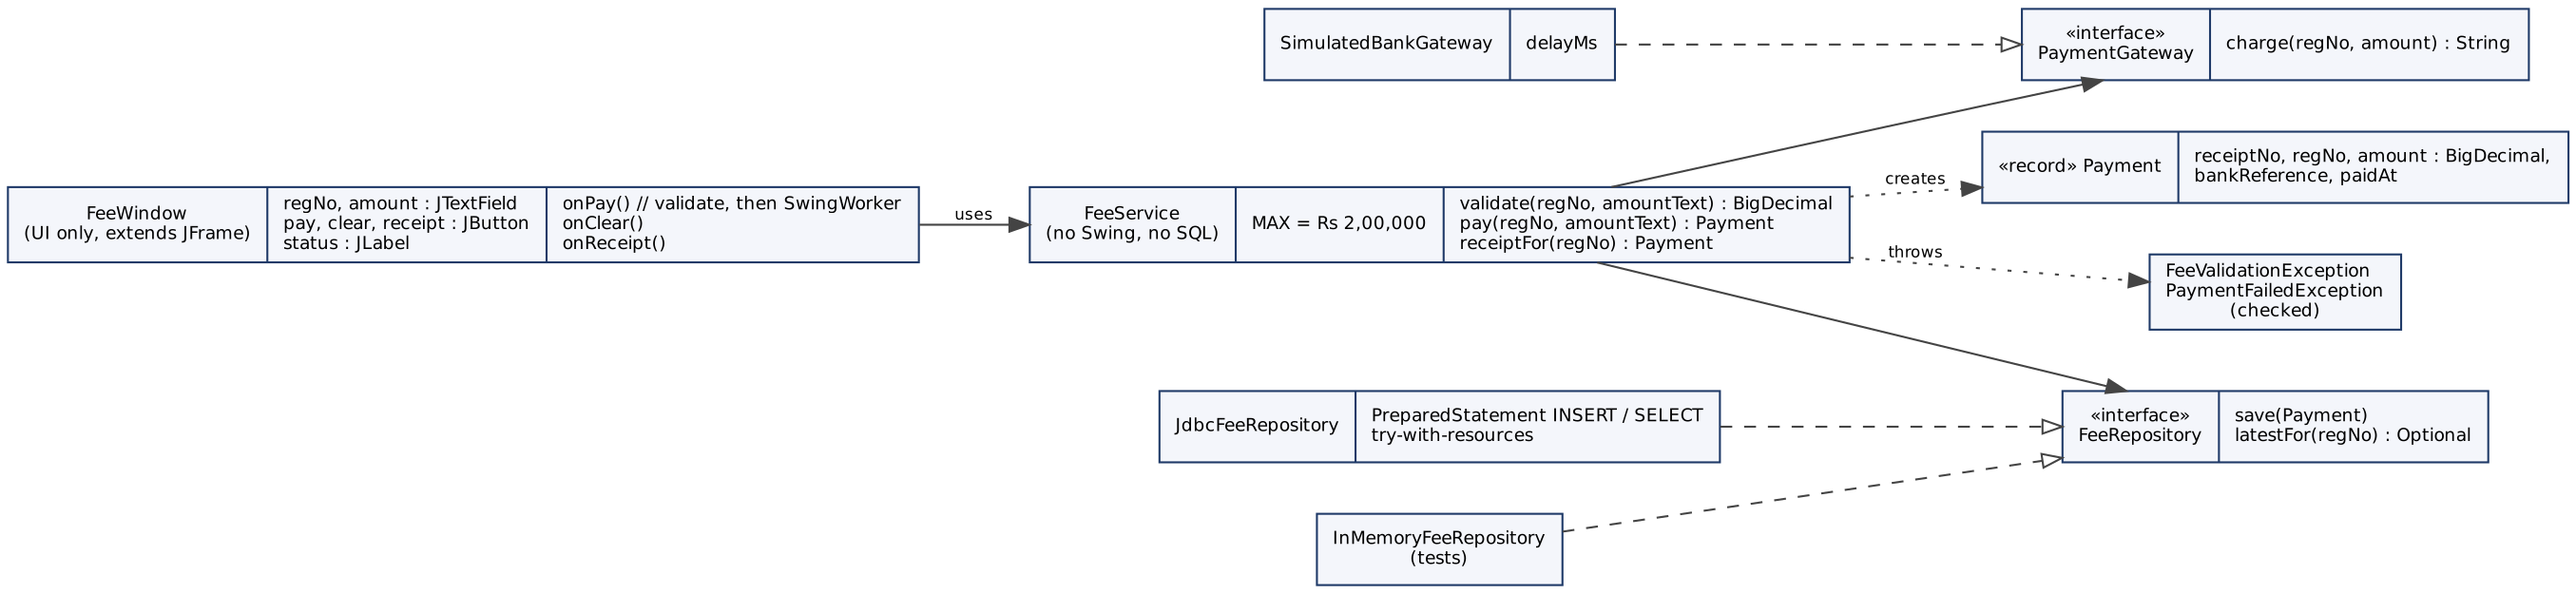 SimulatedBankGateway
delayMs
«interface»
PaymentGateway
charge(regNo, amount) : String
«record» Payment
receiptNo, regNo, amount : BigDecimal,
bankReference, paidAt
creates
FeeWindow
(UI only, extends JFrame)
regNo, amount : JTextField
pay, clear, receipt : JButton
status : JLabel
onPay() // validate, then SwingWorker
onClear()
onReceipt()
uses
FeeService
(no Swing, no SQL)
MAX = Rs 2,00,000
validate(regNo, amountText) : BigDecimal
pay(regNo, amountText) : Payment
receiptFor(regNo) : Payment
throws
FeeValidationException
PaymentFailedException
(checked)
JdbcFeeRepository
PreparedStatement INSERT / SELECT
try-with-resources
«interface»
FeeRepository
save(Payment)
latestFor(regNo) : Optional
InMemoryFeeRepository
(tests)